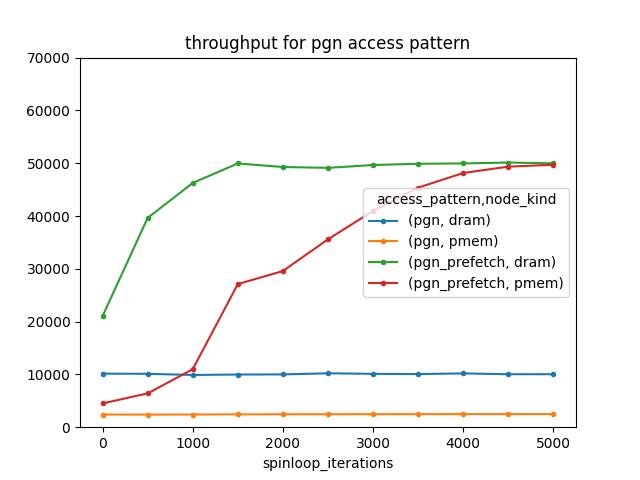 throughput for pgn access pattern
70000
60000
50000
40000
30000
20000
10000
0
access_pattern,node_kind
(pgn, dram)
(pgn, pmem)
(pgn_prefetch, dram)
(pgn_prefetch, pmem)
0 1000 2000 3000 4000 5000
spinloop_iterations